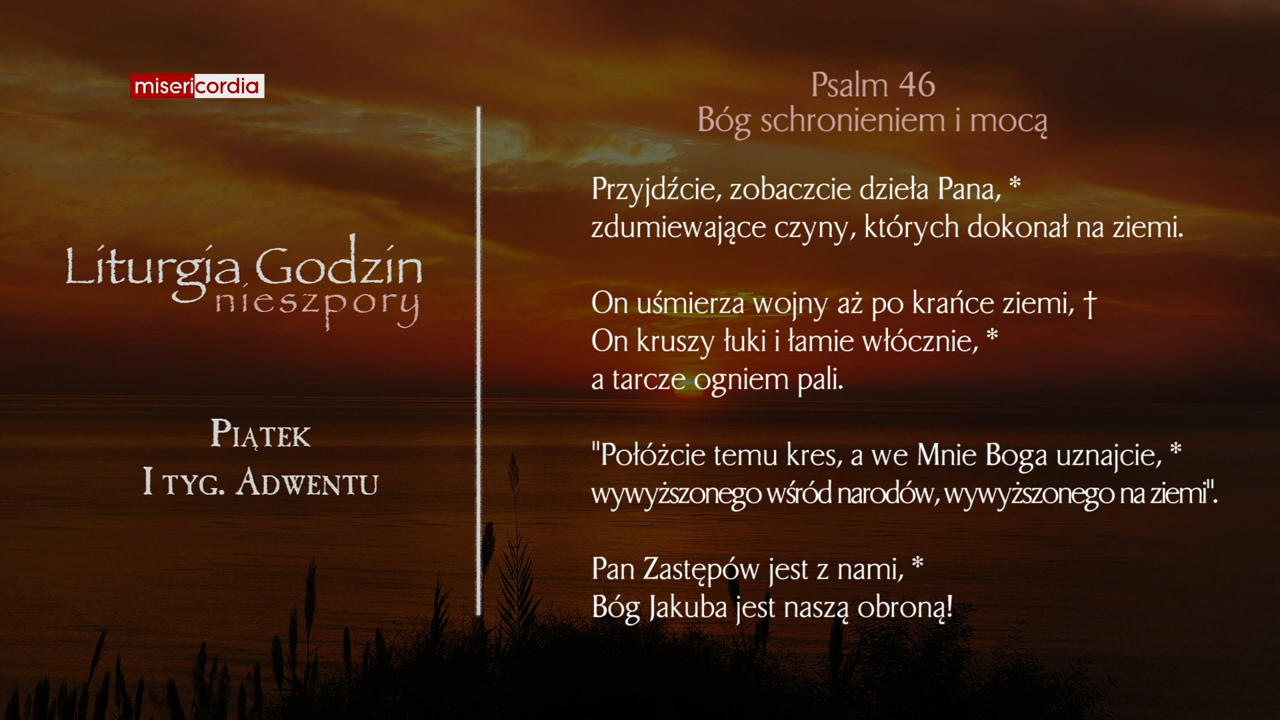 misericordia
Liturgia Godzin
nieszpory
Piątek
I tyg. Adwentu
Psalm 46
Bóg schronieniem i mocą
Przyjdźcie, zobaczcie dzieła Pana, *
zdumiewające czyny, których dokonał na ziemi.
On uśmierza wojny aż po krańce ziemi, †
On kruszy łuki i łamie włócznie, *
a tarcze ogniem pali.
"Połóżcie temu kres, a we Mnie Boga uznajcie, *
wywyższonego wśród narodów, wywyższonego na ziemi".
Pan Zastępów jest z nami, *
Bóg Jakuba jest naszą obroną!